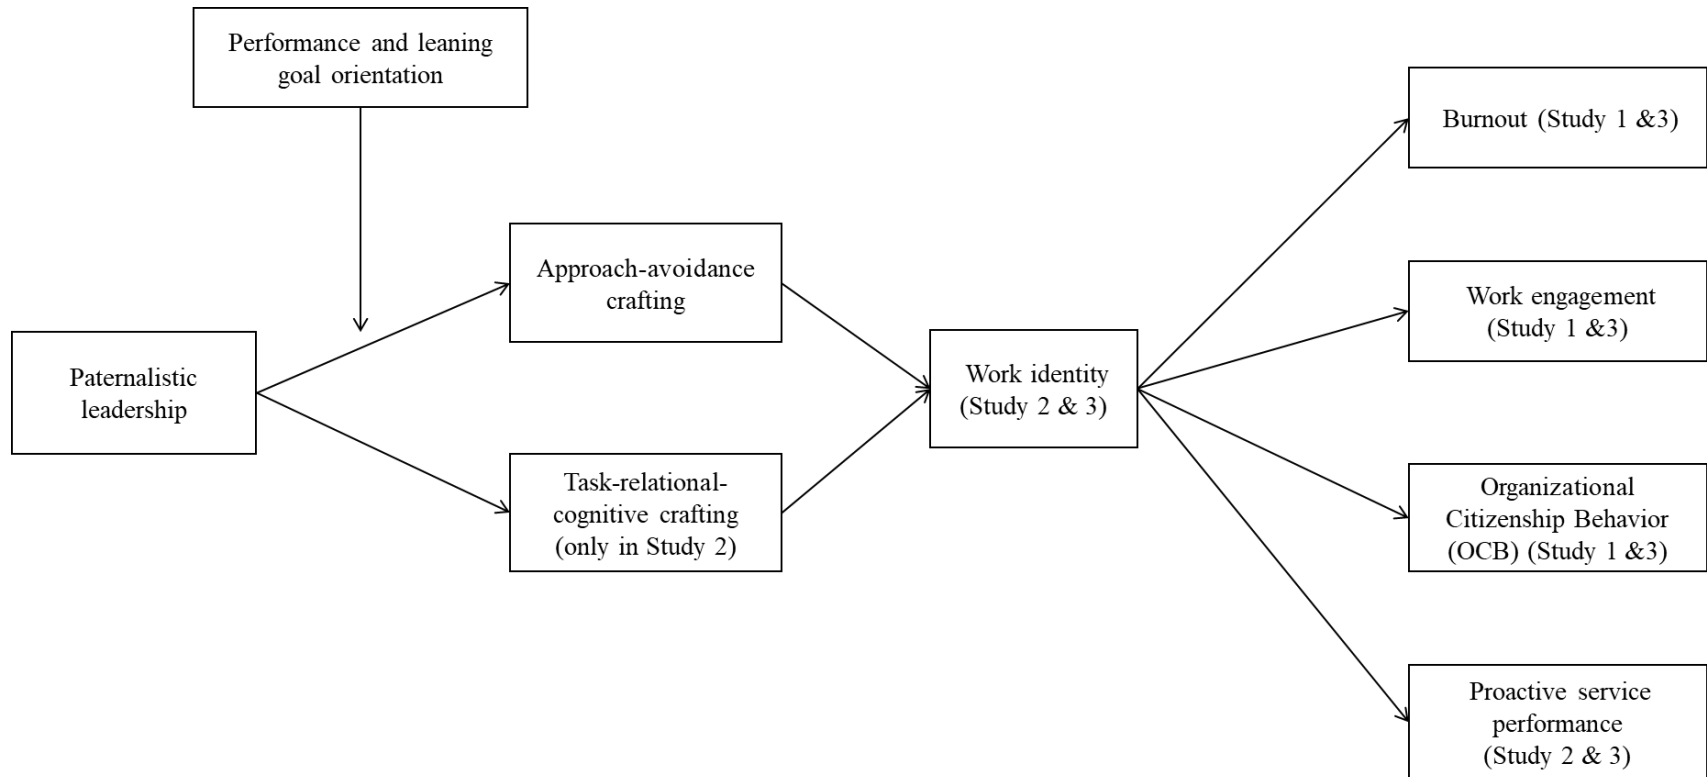 Performance and leaning
goal orientation
Burnout (Study 1 &3)
Approach-avoidance
crafting
Work engagement
(Study 1 &3)
Paternalistic
leadership
Work identity
(Study 2 & 3)
Task-relational-
cognitive crafting
(only in Study 2)
Organizational
Citizenship Behavior
(OCB) (Study 1 &3)
Proactive service
performance
(Study 2 & 3)